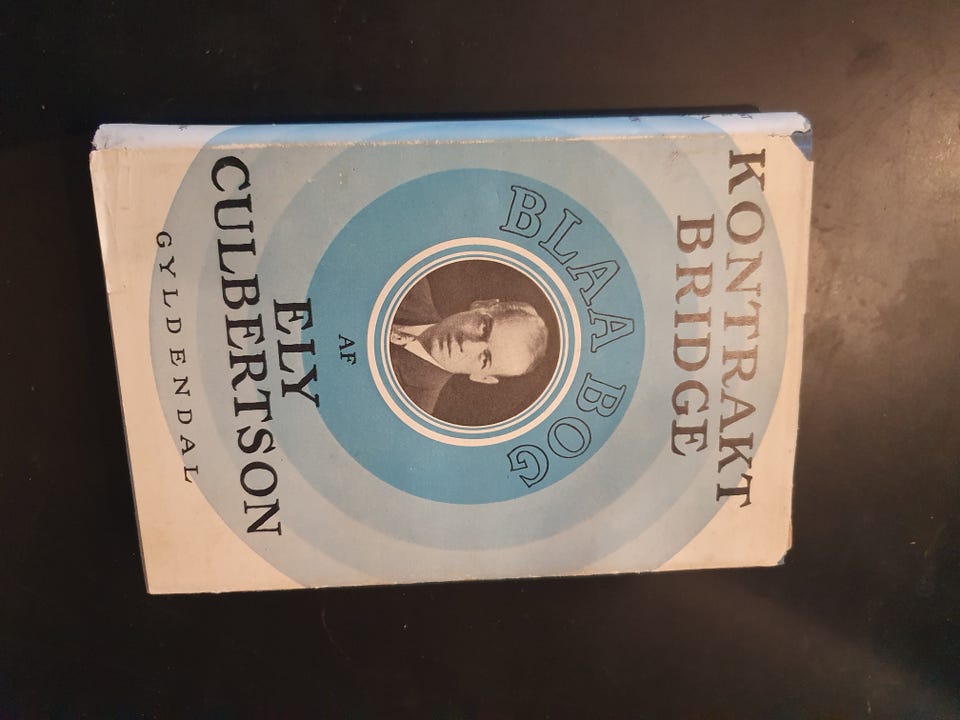 KONTRAKT
BRIDGE
BLAA BOG
AF
ELY
CULBERTSON
GYLDENDAL